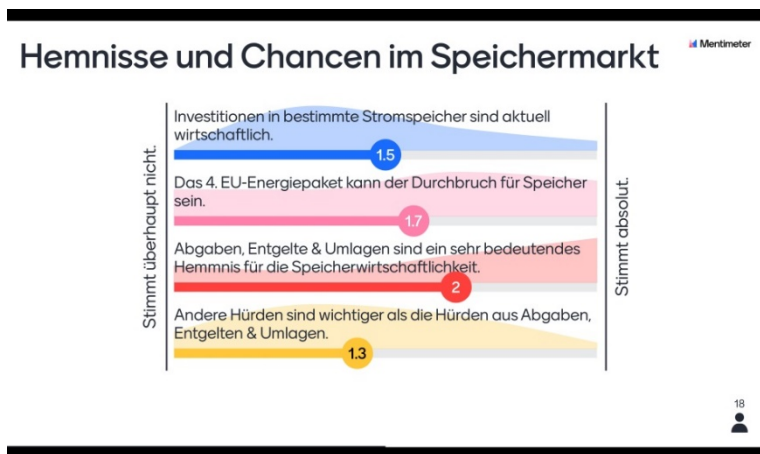 Hemnisse und Chancen im Speichermarkt
Mentimeter
Stimmt überhaupt nicht.
Investitionen in bestimmte Stromspeicher sind aktuell
wirtschaftlich.
1.5
Das 4. EU-Energiepaket kann der Durchbruch für Speicher
sein.
1.7
Abgaben, Entgelte & Umlagen sind ein sehr bedeutendes
Hemmnis für die Speicherwirtschaftlichkeit.
2
Andere Hürden sind wichtiger als die Hürden aus Abgaben,
Entgelten & Umlagen.
1.3
Stimmt absolut.
18